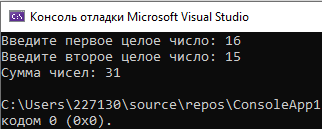 Консоль отладки Microsoft Visual Studio
Введите первое целое число: 16
Введите второе целое число: 15
Сумма чисел: 31
C:\Users\227130\source\repos\ConsoleApp1
кодом 0 (0x0).